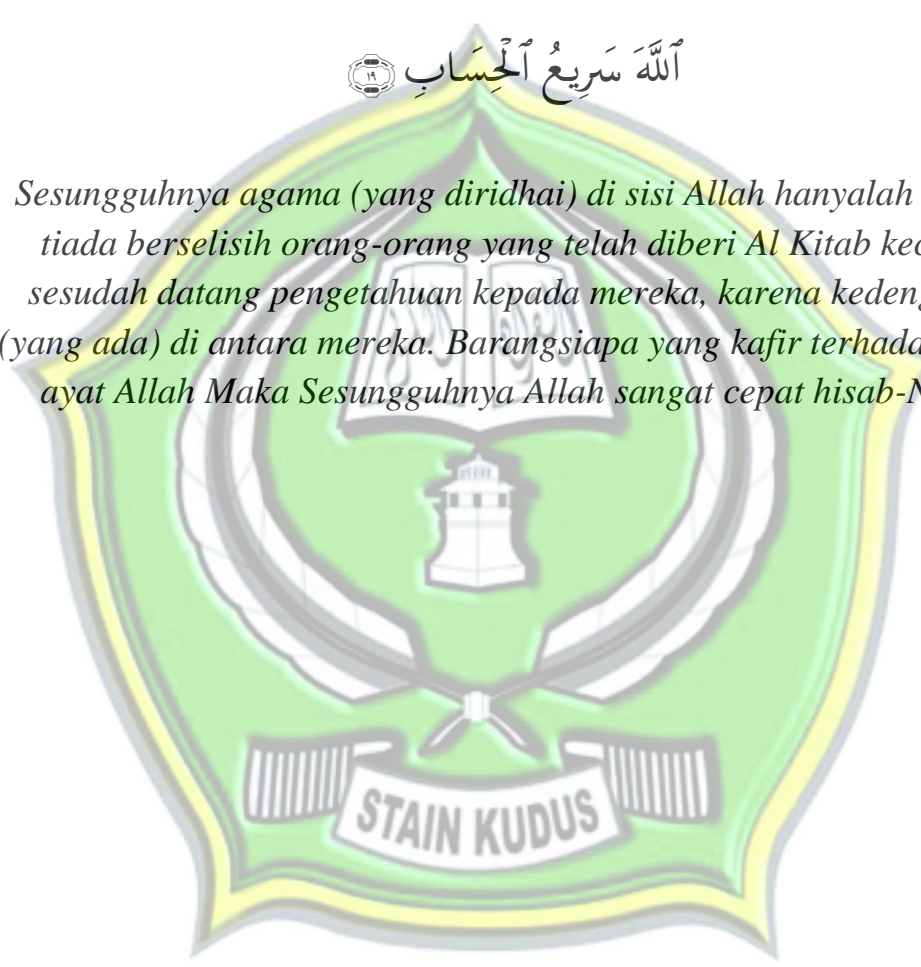 ٱللَّهَ سَرِيعُ ٱلْحِسَابِ ۝١٩
Sesungguhnya agama (yang diridhai) di sisi Allah hanyalah
tiada berselisih orang-orang yang telah diberi Al Kitab kec
sesudah datang pengetahuan kepada mereka, karena kedeng
(yang ada) di antara mereka. Barangsiapa yang kafir terhada
ayat Allah Maka Sesungguhnya Allah sangat cepat hisab-N
STAIN KUDUS